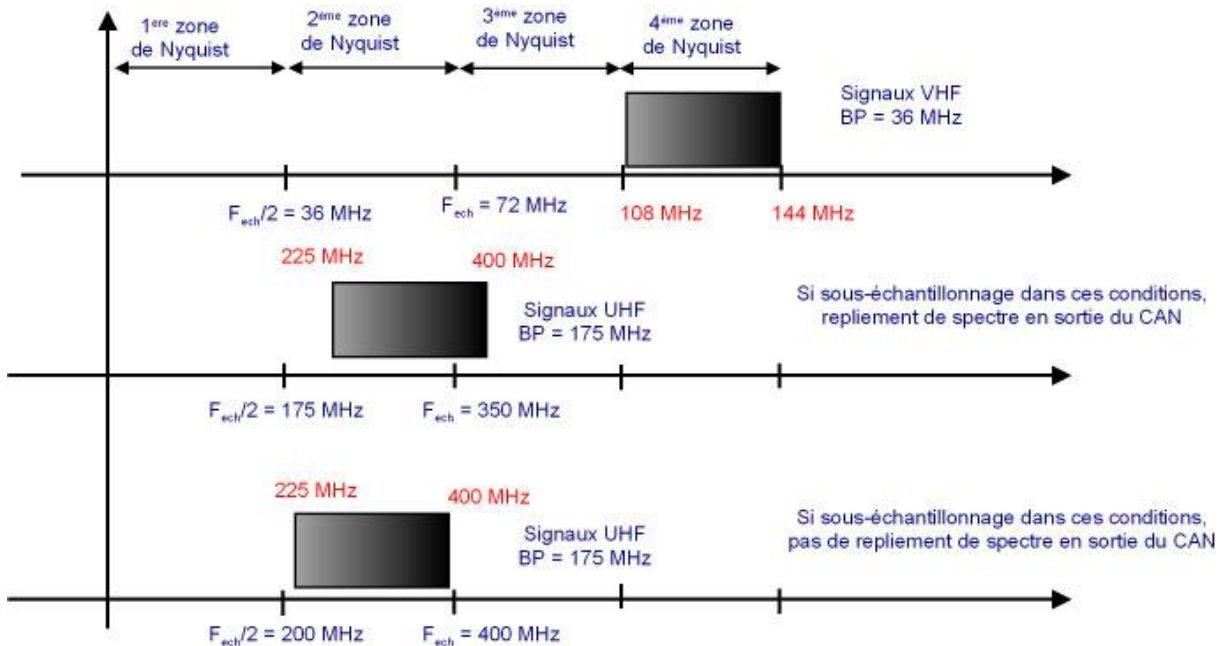 1ere zone
de Nyquist
2ème zone
de Nyquist
3ème zone
de Nyquist
4ème zone
de Nyquist
Signaux VHF
BP = 36 MHz
Fech/2 = 36 MHz
Fech = 72 MHz
108 MHz
144 MHz
225 MHz
400 MHz
Signaux UHF
BP = 175 MHz
Si sous-échantillonnage dans ces conditions,
repliement de spectre en sortie du CAN
Fech/2 = 175 MHz
Fech = 350 MHz
225 MHz
400 MHz
Signaux UHF
BP = 175 MHz
Si sous-échantillonnage dans ces conditions,
pas de repliement de spectre en sortie du CAN
Fech/2 = 200 MHz
Fech = 400 MHz